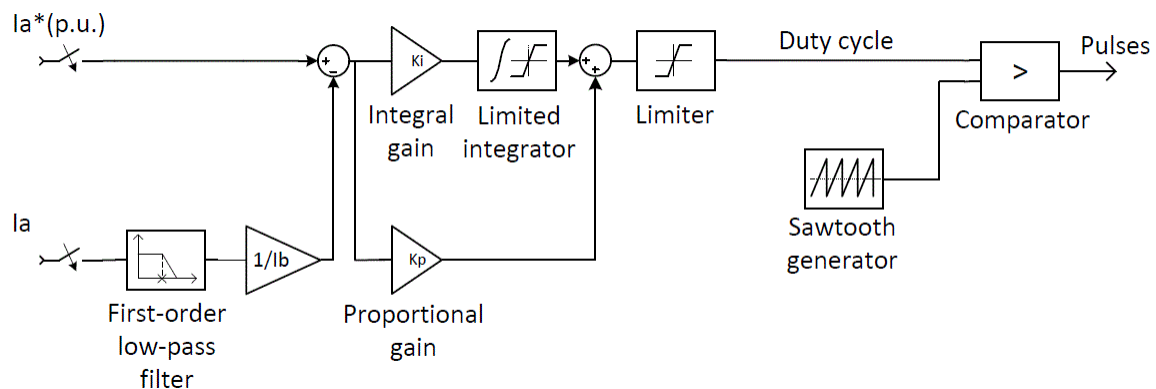 Ia*(p.u.)
Duty cycle
Pulses
+
−
Ki
+
+
>
Integral
gain
Limited
integrator
Limiter
Comparator
Ia
1/Ib
Kp
Sawtooth
generator
First-order
low-pass
filter
Proportional
gain